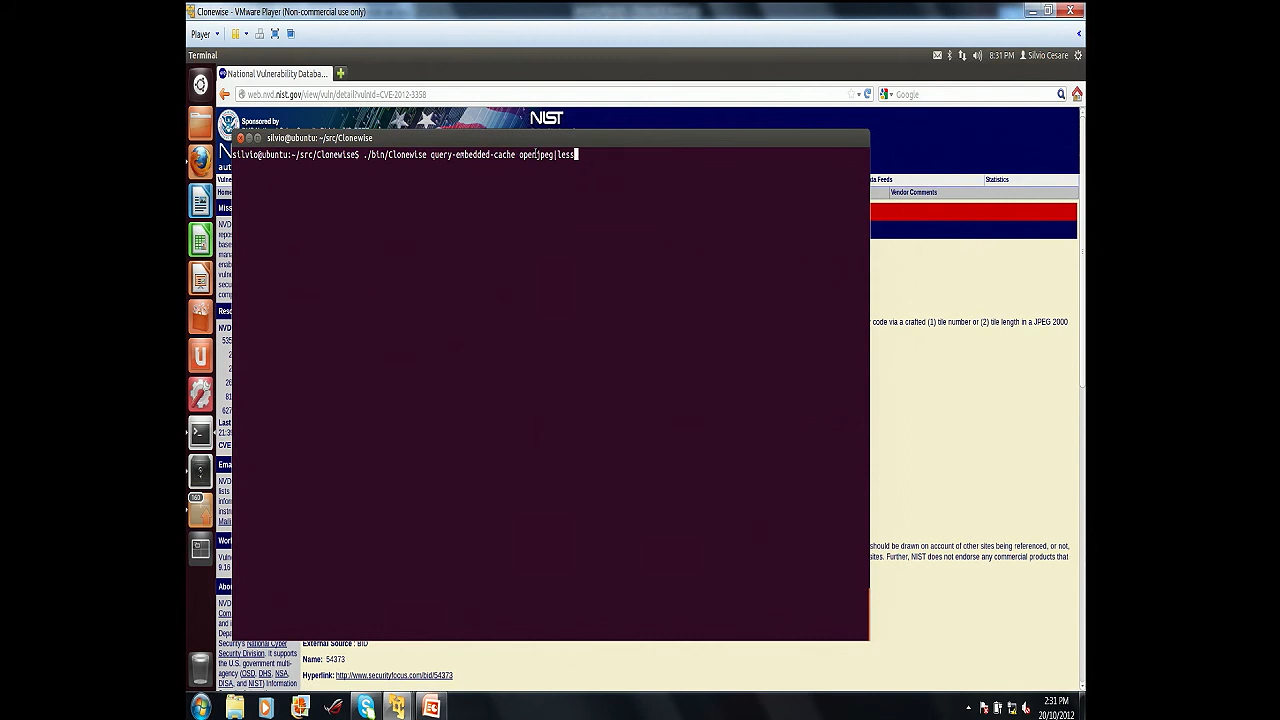 Clonewise - VMware Player (Non-commercial use only)
Player
Terminal
8:31 PM
Silvio Cesare
National Vulnerability Databa...
web.nvd.nist.gov/view/vuln/detail?vulnId=CVE-2012-3358
Google
Sponsored by
NIST
silvio@ubuntu: ~/src/Clonewise
silvio@ubuntu:~/src/Clonewise$ ./bin/Clonewise query-embedded-cache openjpeg|less
Statistics
Vendor Comments
code via a crafted (1) tile number or (2) tile length in a JPEG 2000
should be drawn on account of other sites being referenced, or not,
sites. Further, NIST does not endorse any commercial products that
160
NVD
External Source : BID
Security's National Cyber
Security Division. It supports
the U.S. government multi-
agency (OSD, DHS, NSA,
DISA, and NIST) Information
Name: 54373
Hyperlink: http://www.securityfocus.com/bid/54373
2:31 PM
20/10/2012